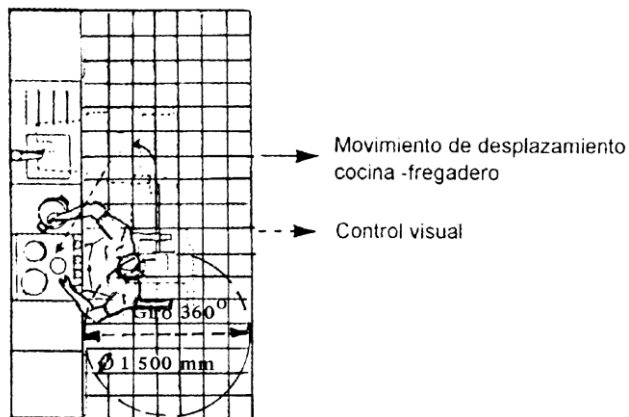 Movimiento de desplazamiento
cocina -fregadero
Control visual
Giro 360°
Ø 1 500 mm